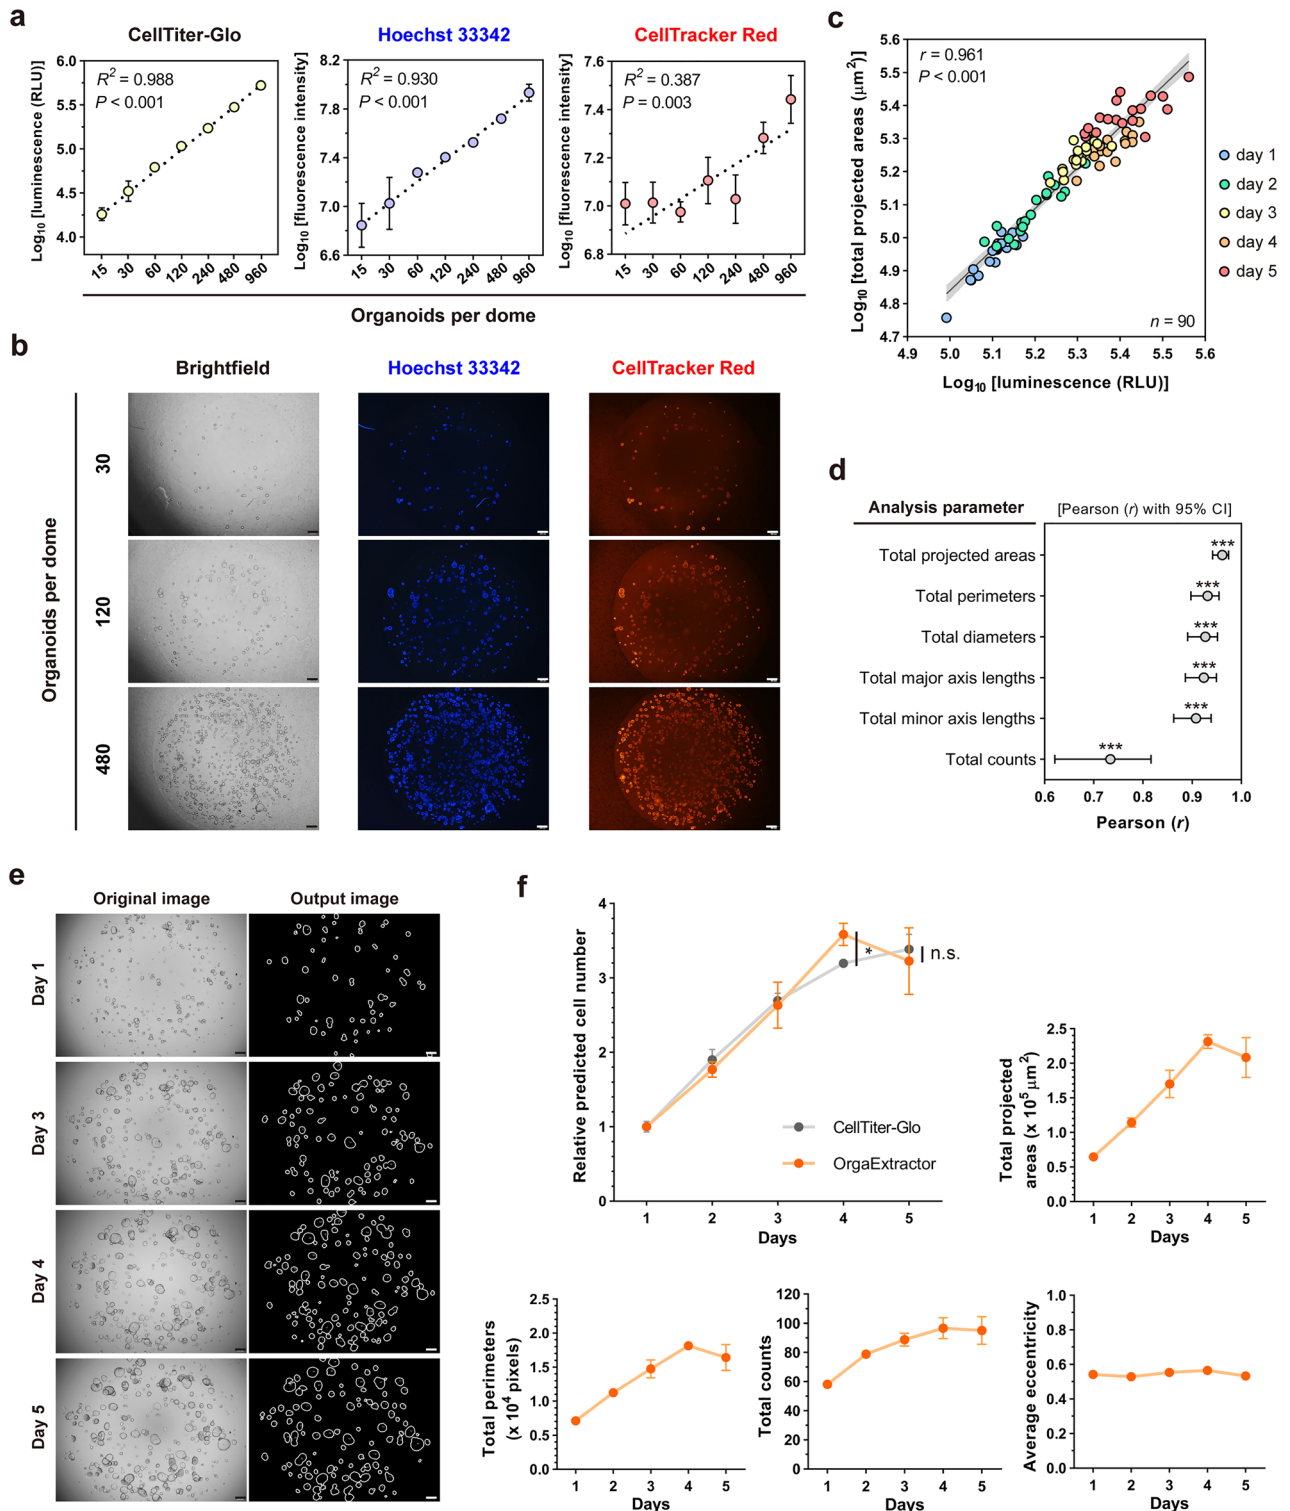 a
CellTiter-Glo
Hoechst 33342
CellTracker Red
Log10 [luminescence (RLU)]
6.0
5.5
5.0
4.5
4.0
R2 = 0.988
P < 0.001
15 30 60 120 240 480 960
Log10 [fluorescence intensity]
8.2
7.8
7.4
7.0
6.6
R2 = 0.930
P < 0.001
15 30 60 120 240 480 960
Log10 [fluorescence intensity]
7.6
7.4
7.2
7.0
6.8
R2 = 0.387
P = 0.003
15 30 60 120 240 480 960
Organoids per dome
b
Brightfield
Hoechst 33342
CellTracker Red
Organoids per dome
30
120
480
c
Log10 [total projected areas (μm2)]
5.6
5.5
5.4
5.3
5.2
5.1
5.0
4.9
4.8
4.7
r = 0.961
P < 0.001
n = 90
4.9 5.0 5.1 5.2 5.3 5.4 5.5 5.6
Log10 [luminescence (RLU)]
day 1
day 2
day 3
day 4
day 5
d
Analysis parameter
[Pearson (r) with 95% CI]
Total projected areas
***
Total perimeters
***
Total diameters
***
Total major axis lengths
***
Total minor axis lengths
***
Total counts
***
0.6 0.7 0.8 0.9 1.0
Pearson (r)
e
Original image
Output image
Day 1
Day 3
Day 4
Day 5
f
Relative predicted cell number
4
3
2
1
0
*
n.s.
CellTiter-Glo
OrgaExtractor
1 2 3 4 5
Days
Total projected
areas (x 105 μm2)
2.5
2.0
1.5
1.0
0.5
0.0
1 2 3 4 5
Days
Total perimeters
(x 104 pixels)
2.5
2.0
1.5
1.0
0.5
0.0
1 2 3 4 5
Days
Total counts
120
100
80
60
40
20
0
1 2 3 4 5
Days
Average eccentricity
1.0
0.8
0.6
0.4
0.2
0.0
1 2 3 4 5
Days